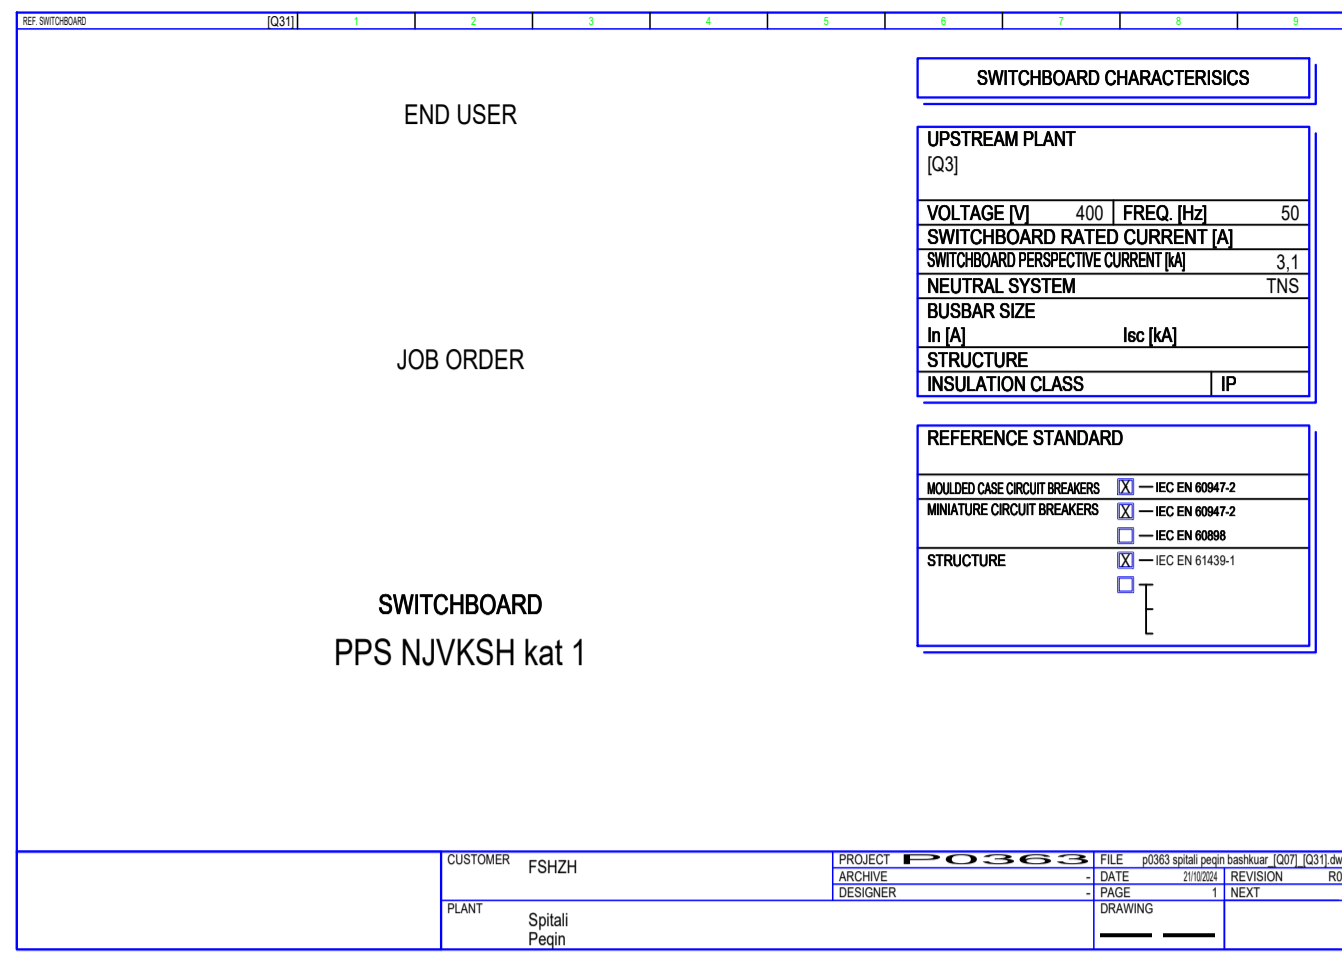 REF. SWITCHBOARD [Q31] 1 2 3 4 5 6 7 8 9
SWITCHBOARD CHARACTERISICS
END USER
UPSTREAM PLANT
[Q3]
VOLTAGE [V] 400 FREQ. [Hz] 50
SWITCHBOARD RATED CURRENT [A]
SWITCHBOARD PERSPECTIVE CURRENT [kA] 3,1
NEUTRAL SYSTEM TNS
BUSBAR SIZE
In [A] Isc [kA]
JOB ORDER
STRUCTURE
INSULATION CLASS IP
REFERENCE STANDARD
MOULDED CASE CIRCUIT BREAKERS X IEC EN 60947-2
MINIATURE CIRCUIT BREAKERS X IEC EN 60947-2
IEC EN 60898
STRUCTURE X IEC EN 61439-1
SWITCHBOARD
PPS NJVKSH kat 1
CUSTOMER FSHZH
PROJECT P0363 FILE p0363 spitali peqin bashkuar_[Q07]_[Q31].dw
ARCHIVE - DATE 21/10/2024 REVISION R0
DESIGNER - PAGE 1 NEXT
PLANT Spitali
Peqin
DRAWING